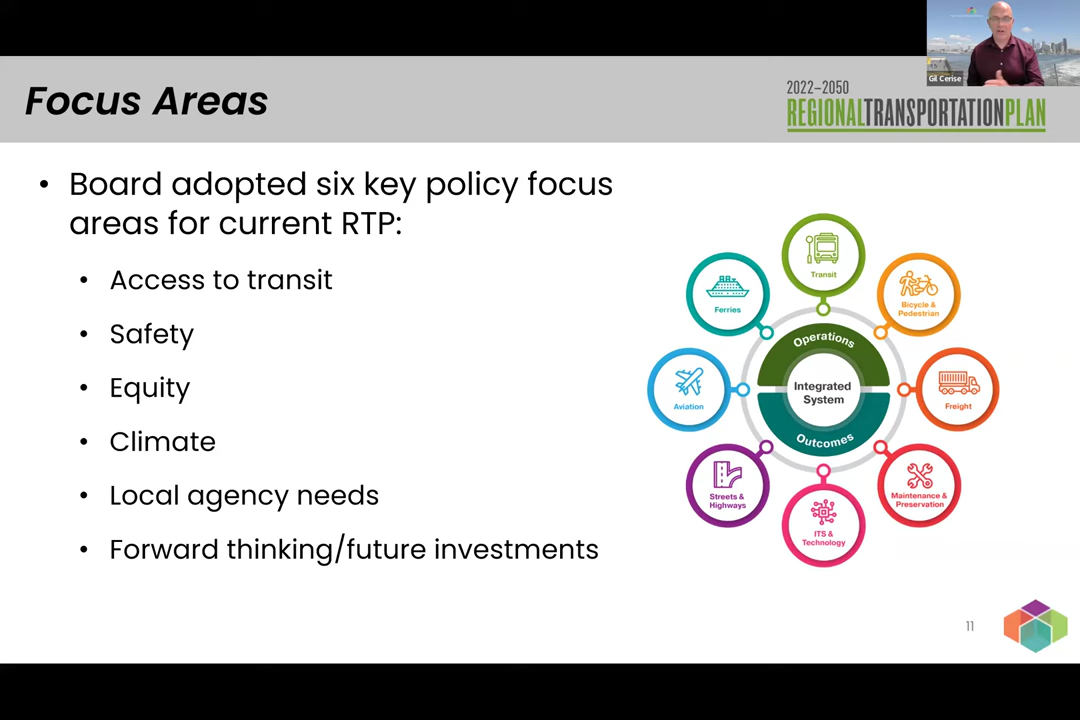 Gil Cerise
Focus Areas
2022–2050
REGIONALTRANSPORTATIONPLAN
• Board adopted six key policy focus
areas for current RTP:
• Access to transit
• Safety
• Equity
• Climate
• Local agency needs
• Forward thinking/future investments
Transit
Bicycle &
Pedestrian
Freight
Maintenance &
Preservation
ITS &
Technology
Streets &
Highways
Aviation
Ferries
Operations
Integrated
System
Outcomes
11